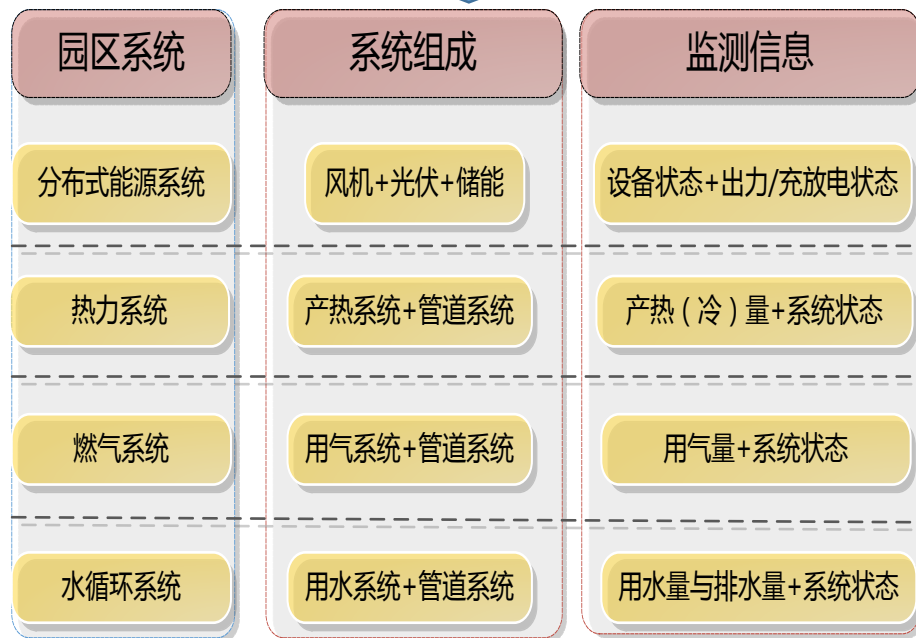 园区系统
系统组成
监测信息
分布式能源系统
风机+光伏+储能
设备状态+出力/充放电状态
热力系统
产热系统+管道系统
产热(冷)量+系统状态
燃气系统
用气系统+管道系统
用气量+系统状态
水循环系统
用水系统+管道系统
用水量与排水量+系统状态